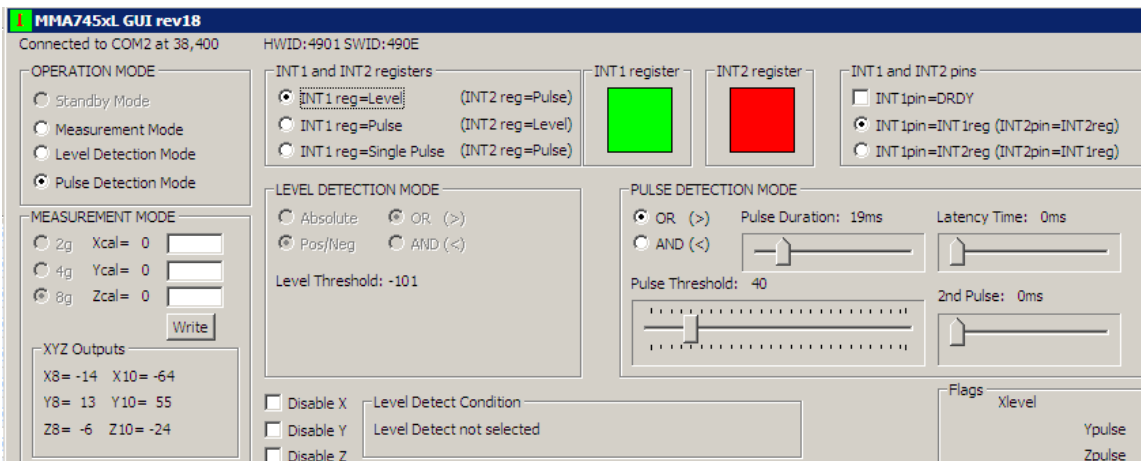 MMA745xL GUI rev18
Connected to COM2 at 38,400 HWID:4901 SWID:490E
OPERATION MODE
Standby Mode
Measurement Mode
Level Detection Mode
Pulse Detection Mode
INT1 and INT2 registers
INT1 reg=Level (INT2 reg=Pulse)
INT1 reg=Pulse (INT2 reg=Level)
INT1 reg=Single Pulse (INT2 reg=Pulse)
INT1 register
INT2 register
INT1 and INT2 pins
INT1pin=DRDY
INT1pin=INT1reg (INT2pin=INT2reg)
INT1pin=INT2reg (INT2pin=INT1reg)
MEASUREMENT MODE
2g Xcal= 0
4g Ycal= 0
8g Zcal= 0
Write
XYZ Outputs
X8= -14 X10= -64
Y8= 13 Y10= 55
Z8= -6 Z10= -24
LEVEL DETECTION MODE
Absolute OR (>)
Pos/Neg AND (<)
Level Threshold: -101
PULSE DETECTION MODE
OR (>) Pulse Duration: 19ms Latency Time: 0ms
AND (<)
Pulse Threshold: 40
2nd Pulse: 0ms
Disable X
Disable Y
Disable Z
Level Detect Condition
Level Detect not selected
Flags
Xlevel
Ypulse
Zpulse